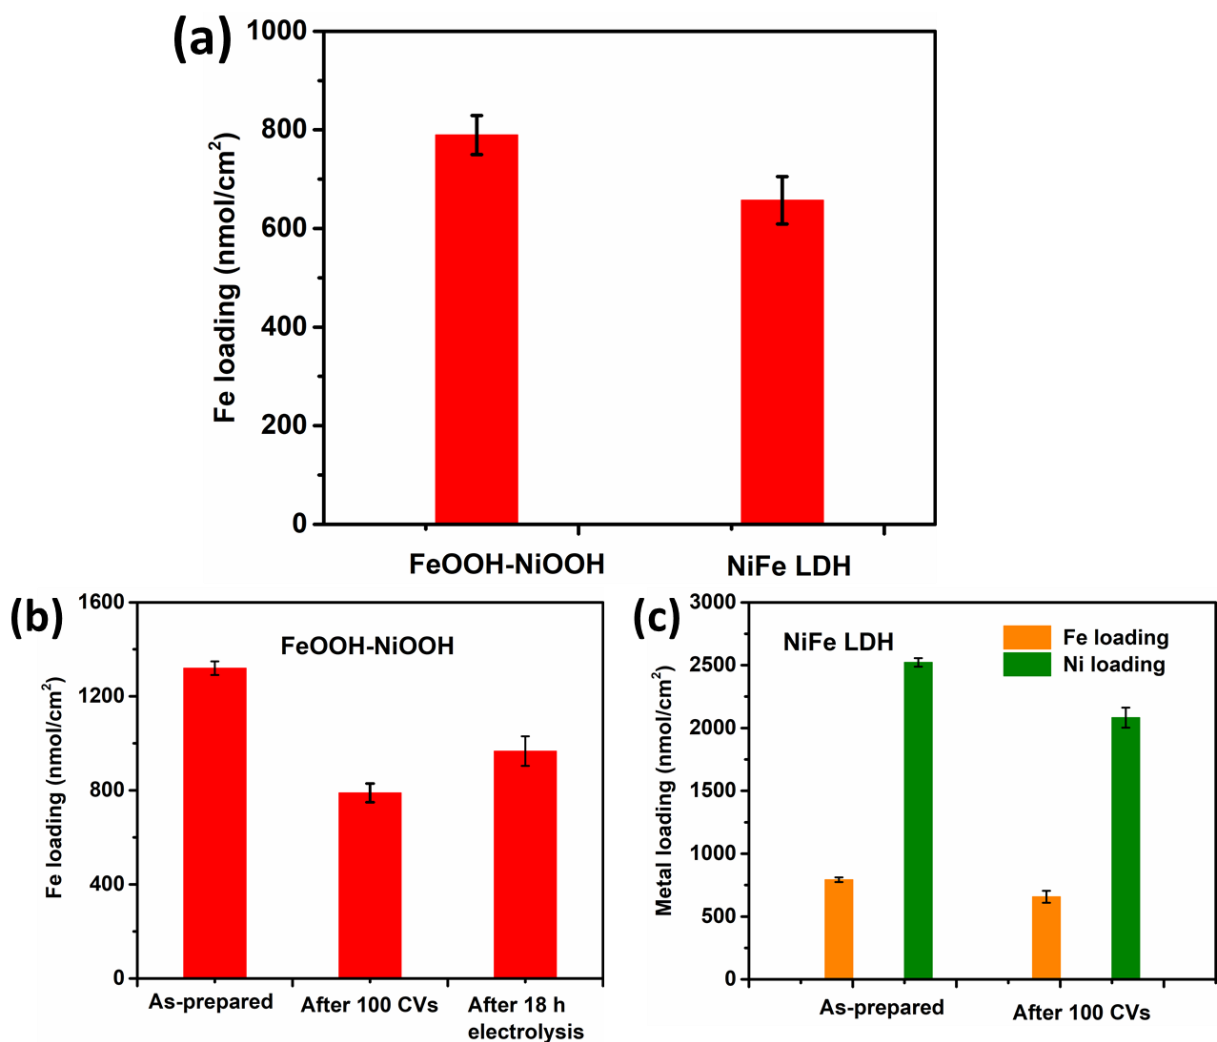 (a)
Fe loading (nmol/cm²)
1000
800
600
400
200
0
FeOOH-NiOOH
NiFe LDH
(b)
Fe loading (nmol/cm²)
1600
1200
800
400
0
FeOOH-NiOOH
As-prepared
After 100 CVs
After 18 h
electrolysis
(c)
Metal loading (nmol/cm²)
3000
2500
2000
1500
1000
500
0
NiFe LDH
Fe loading
Ni loading
As-prepared
After 100 CVs